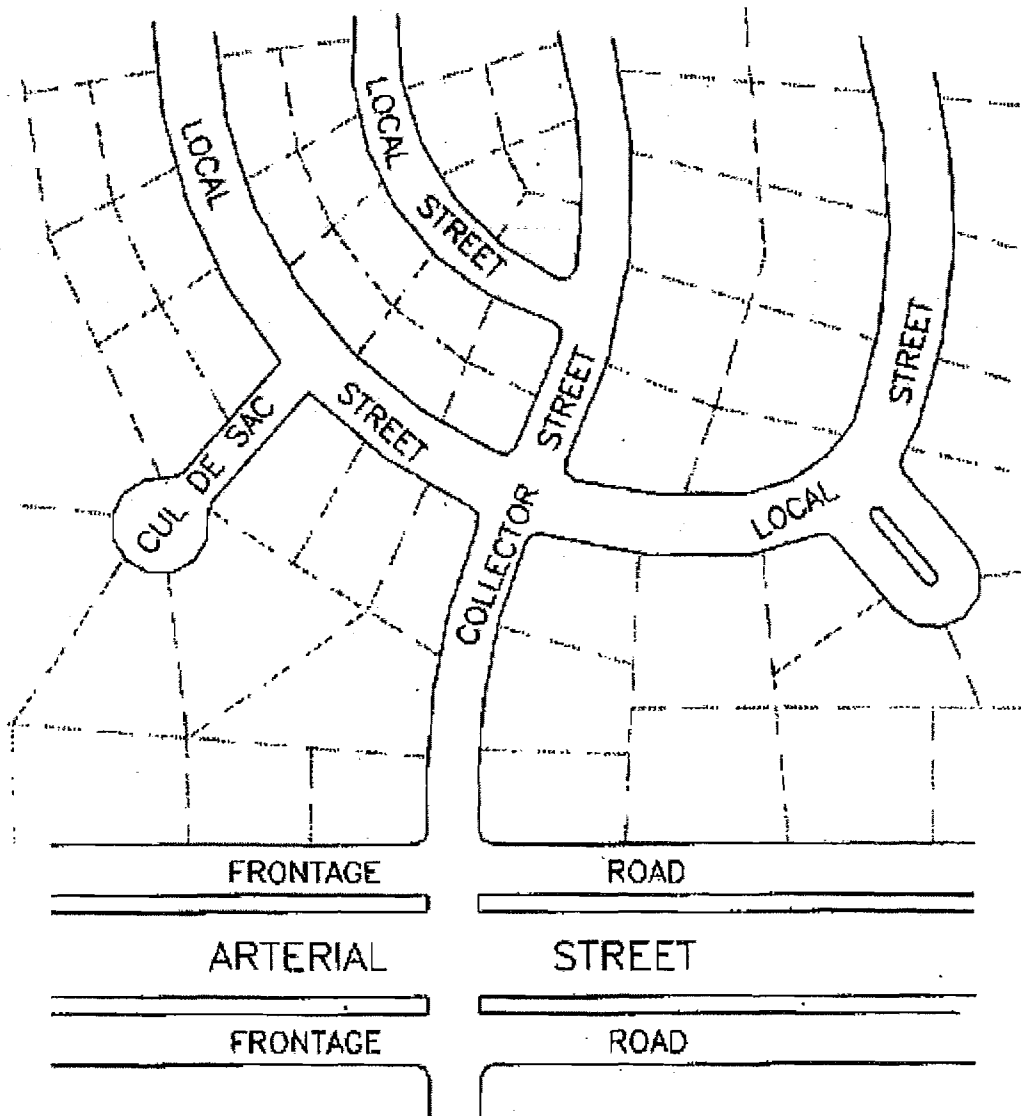 LOCAL STREET
LOCAL STREET
COLLECTOR STREET
LOCAL STREET
CUL DE SAC
FRONTAGE ROAD
ARTERIAL STREET
FRONTAGE ROAD